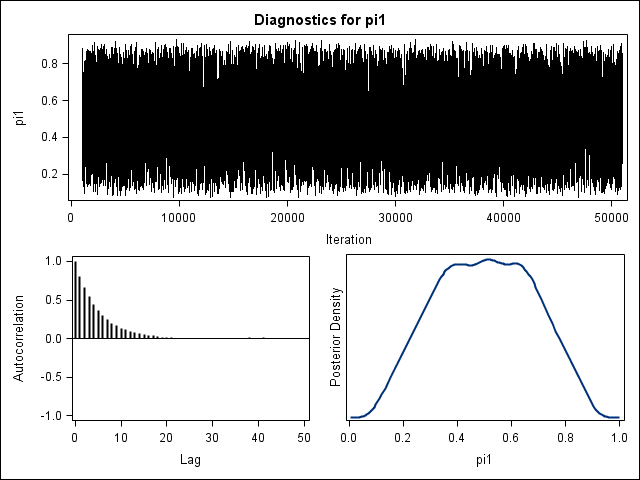 Diagnostics for pi1
pi1
0.8
0.6
0.4
0.2
0 10000 20000 30000 40000 50000
Iteration
Autocorrelation
1.0
0.5
0.0
-0.5
-1.0
0 10 20 30 40 50
Lag
Posterior Density
0.0 0.2 0.4 0.6 0.8 1.0
pi1